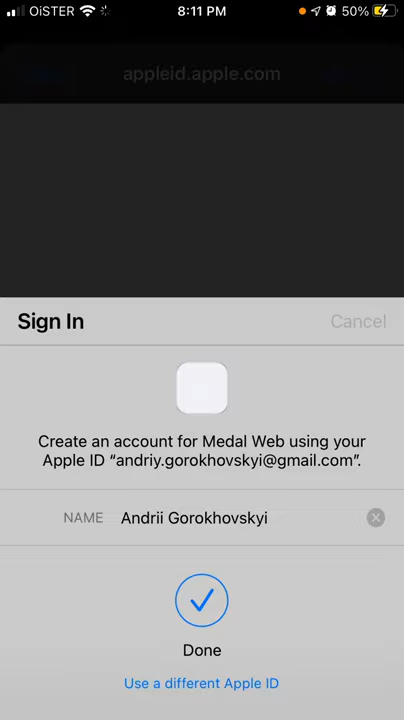 OiSTER 8:11 PM 50%
appleid.apple.com
Sign In Cancel
Create an account for Medal Web using your
Apple ID “andriy.gorokhovskyi@gmail.com”.
NAME Andrii Gorokhovskyi
Done
Use a different Apple ID